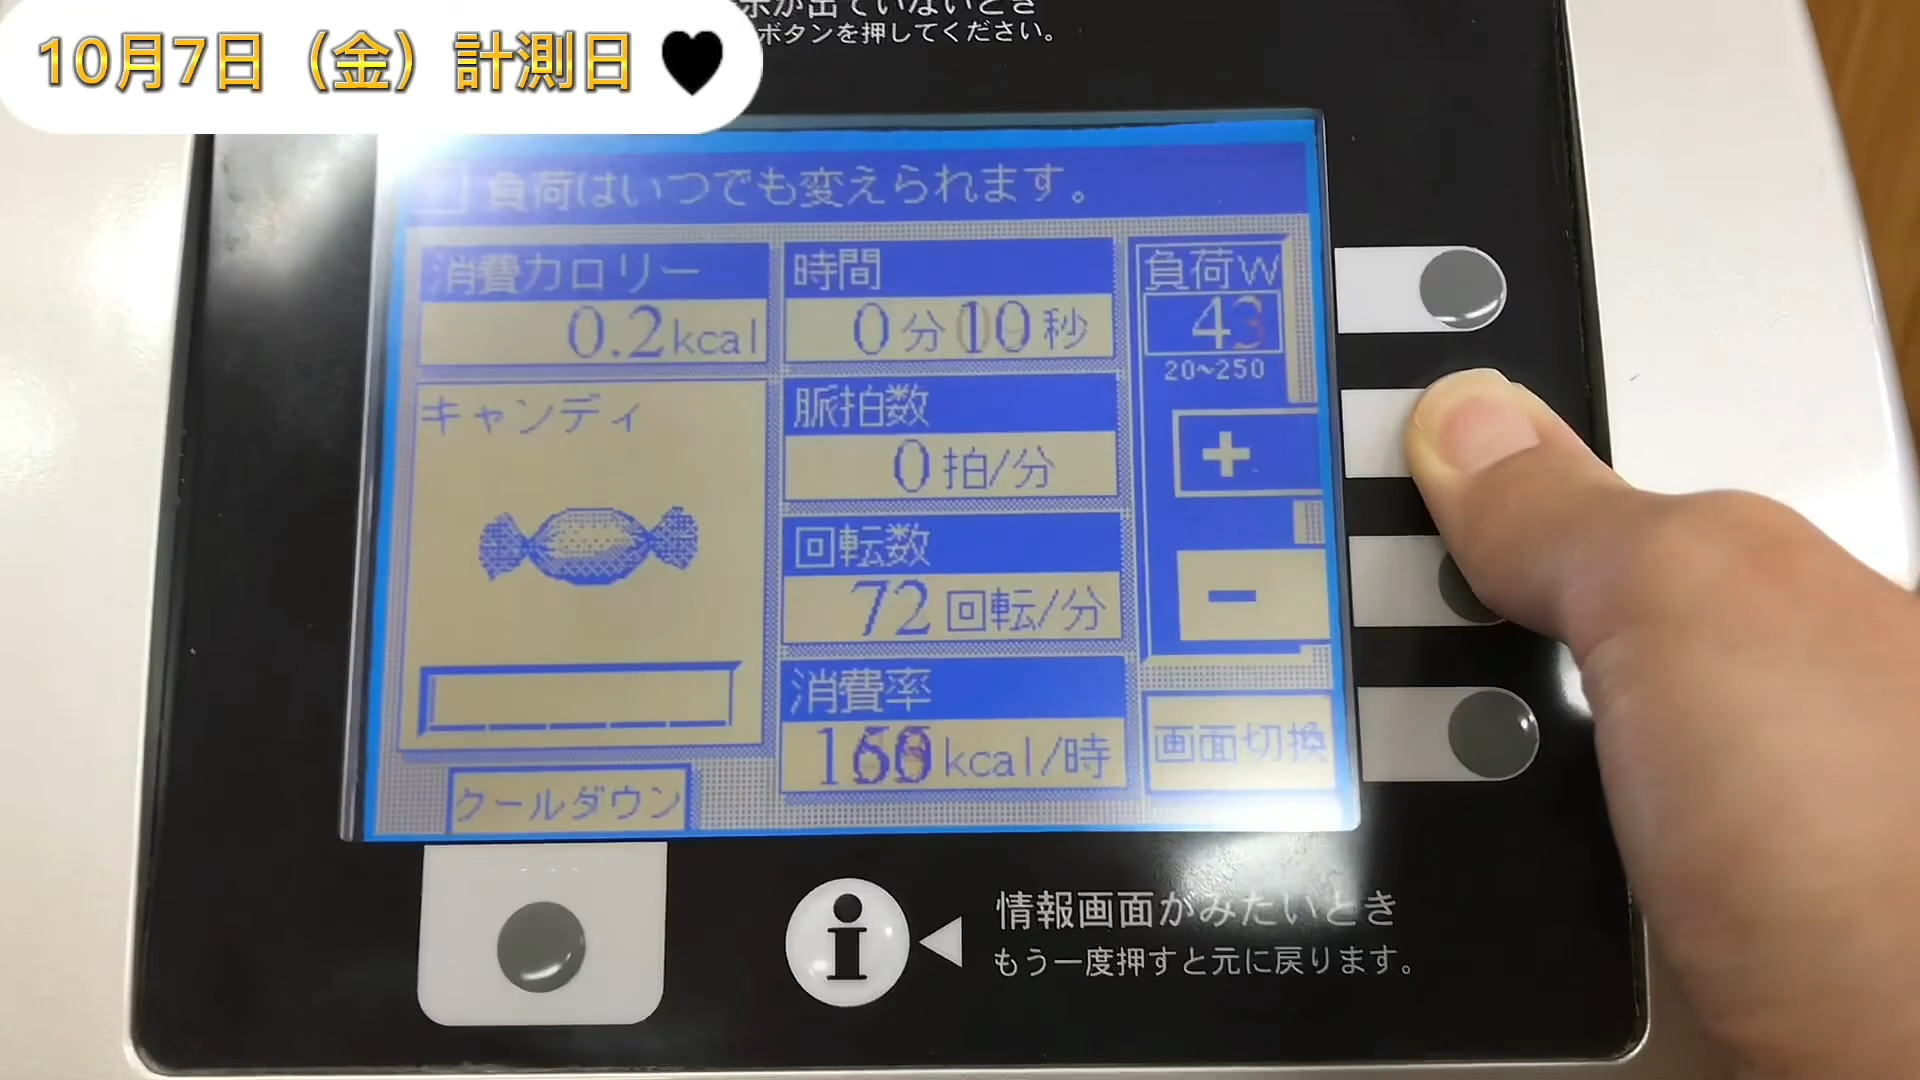 10月7日（金）計測日 ♥
示が出ていないとき
ボタンを押してください。
負荷はいつでも変えられます。
消費カロリー
0.2kcal
キャンディ
クールダウン
時間
0分10秒
脈拍数
0拍/分
回転数
72回転/分
消費率
kcal/時
負荷W
43
20~250
+
-
画面切換
i
情報画面がみたいとき
もう一度押すと元に戻ります。